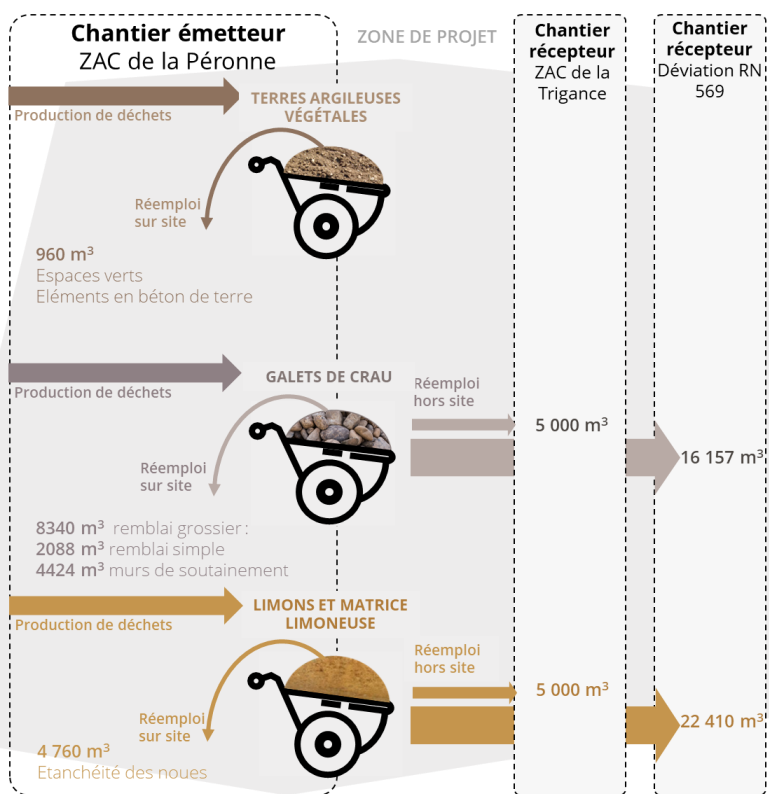 Chantier émetteur
ZAC de la Péronne
ZONE DE PROJET
Chantier
récepteur
ZAC de la
Trigance
Chantier
récepteur
Déviation RN
569
Production de déchets
TERRES ARGILEUSES
VÉGÉTALES
Réemploi
sur site
960 m³
Espaces verts
Eléments en béton de terre
Production de déchets
GALETS DE CRAU
Réemploi
hors site
5 000 m³
16 157 m³
Réemploi
sur site
8340 m³ remblai grossier :
2088 m³ remblai simple
4424 m³ murs de soutainement
Production de déchets
LIMONS ET MATRICE
LIMONEUSE
Réemploi
hors site
5 000 m³
22 410 m³
Réemploi
sur site
4 760 m³
Etanchéité des noues